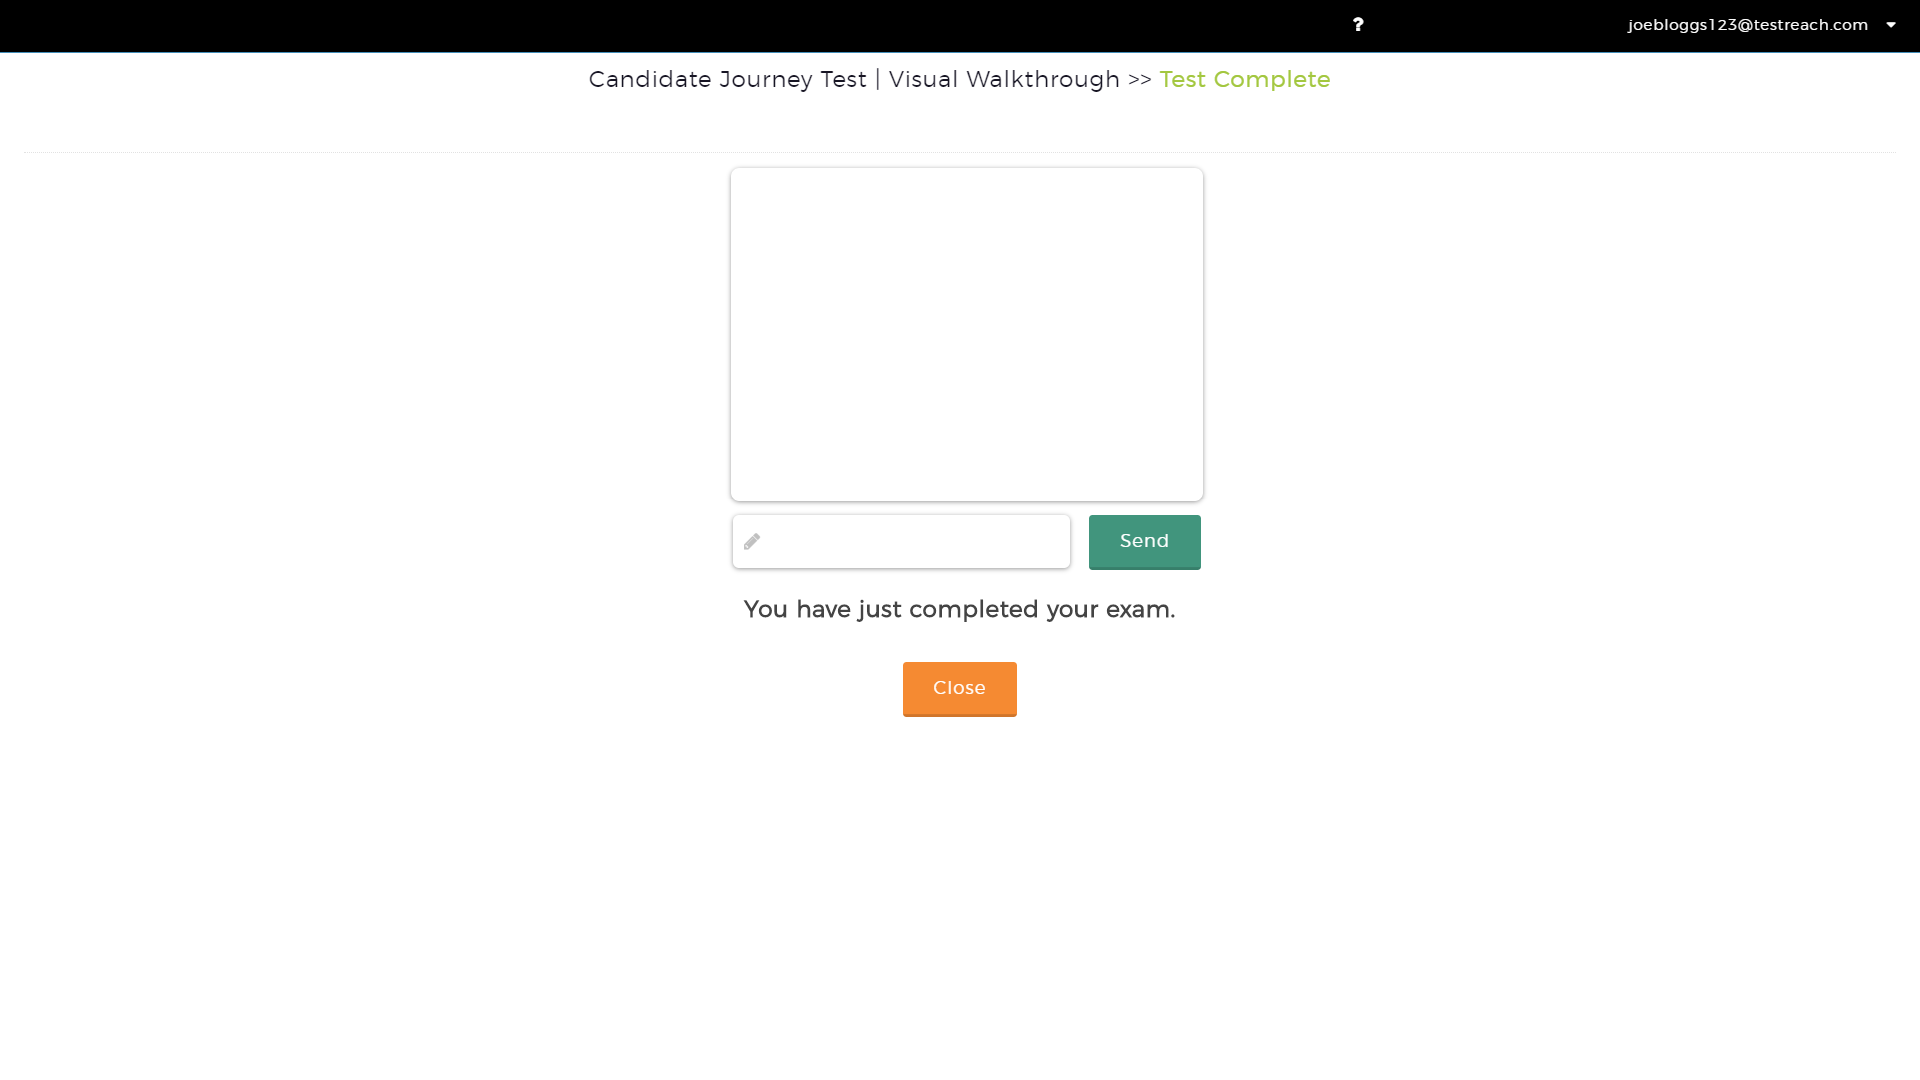 ?
joebloggs123@testreach.com
Candidate Journey Test | Visual Walkthrough >> Test Complete
Send
You have just completed your exam.
Close